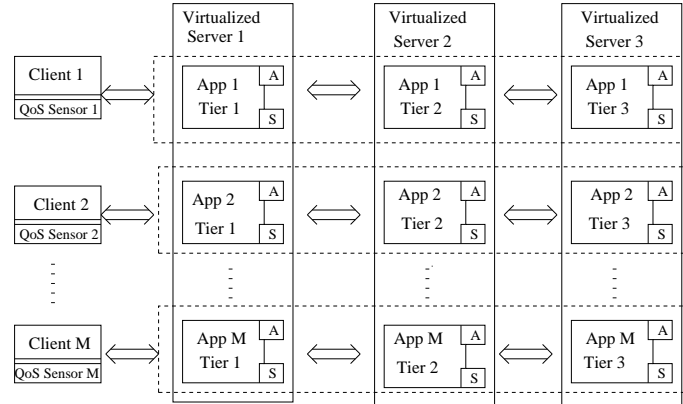 Virtualized
Server 1
Virtualized
Server 2
Virtualized
Server 3
Client 1
QoS Sensor 1
App 1
Tier 1
A
S
App 1
Tier 2
A
S
App 1
Tier 3
A
S
Client 2
QoS Sensor 2
App 2
Tier 1
A
S
App 2
Tier 2
A
S
App 2
Tier 3
A
S
Client M
QoS Sensor M
App M
Tier 1
A
S
App M
Tier 2
A
S
App M
Tier 3
A
S